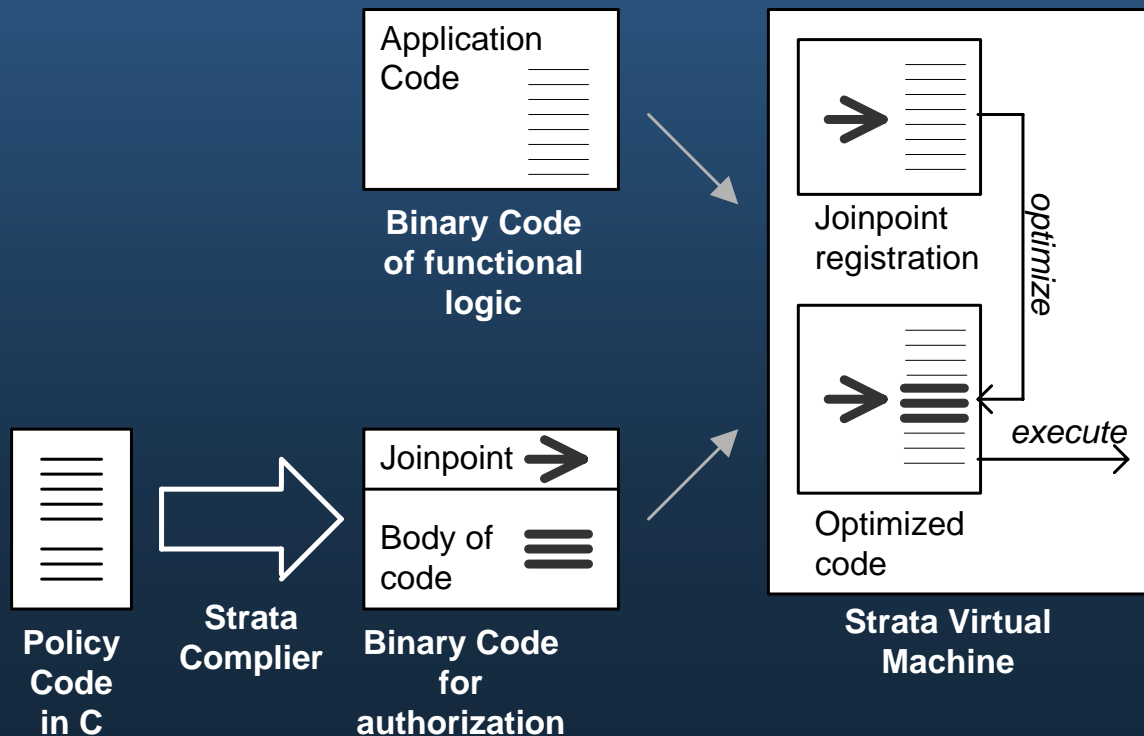 Application
Code
Binary Code
of functional
logic
Joinpoint
registration
optimize
execute
Optimized
code
Strata Virtual
Machine
Joinpoint
Body of
code
Binary Code
for
authorization
Strata
Complier
Policy
Code
in C